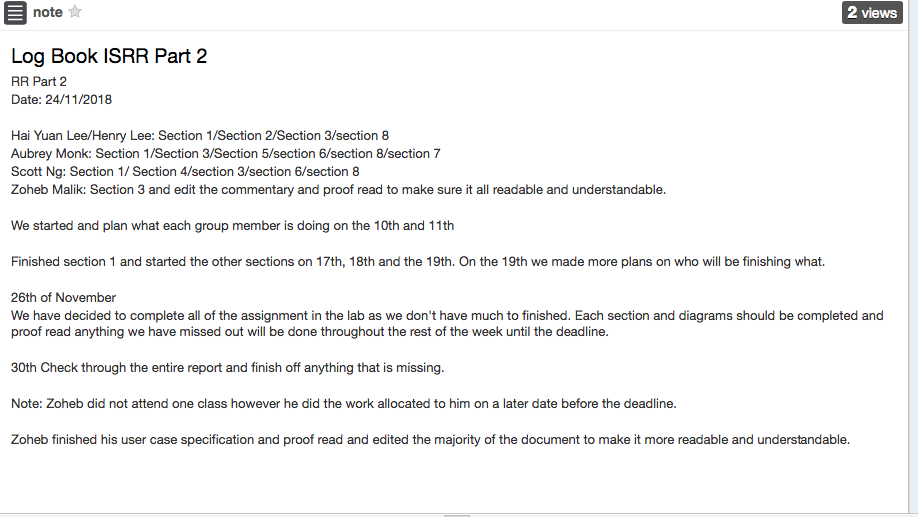 note
2 views
Log Book ISRR Part 2
RR Part 2
Date: 24/11/2018
Hai Yuan Lee/Henry Lee: Section 1/Section 2/Section 3/section 8
Aubrey Monk: Section 1/Section 3/Section 5/section 6/section 8/section 7
Scott Ng: Section 1/ Section 4/section 3/section 6/section 8
Zoheb Malik: Section 3 and edit the commentary and proof read to make sure it all readable and understandable.
We started and plan what each group member is doing on the 10th and 11th
Finished section 1 and started the other sections on 17th, 18th and the 19th. On the 19th we made more plans on who will be finishing what.
26th of November
We have decided to complete all of the assignment in the lab as we don't have much to finished. Each section and diagrams should be completed and
proof read anything we have missed out will be done throughout the rest of the week until the deadline.
30th Check through the entire report and finish off anything that is missing.
Note: Zoheb did not attend one class however he did the work allocated to him on a later date before the deadline.
Zoheb finished his user case specification and proof read and edited the majority of the document to make it more readable and understandable.